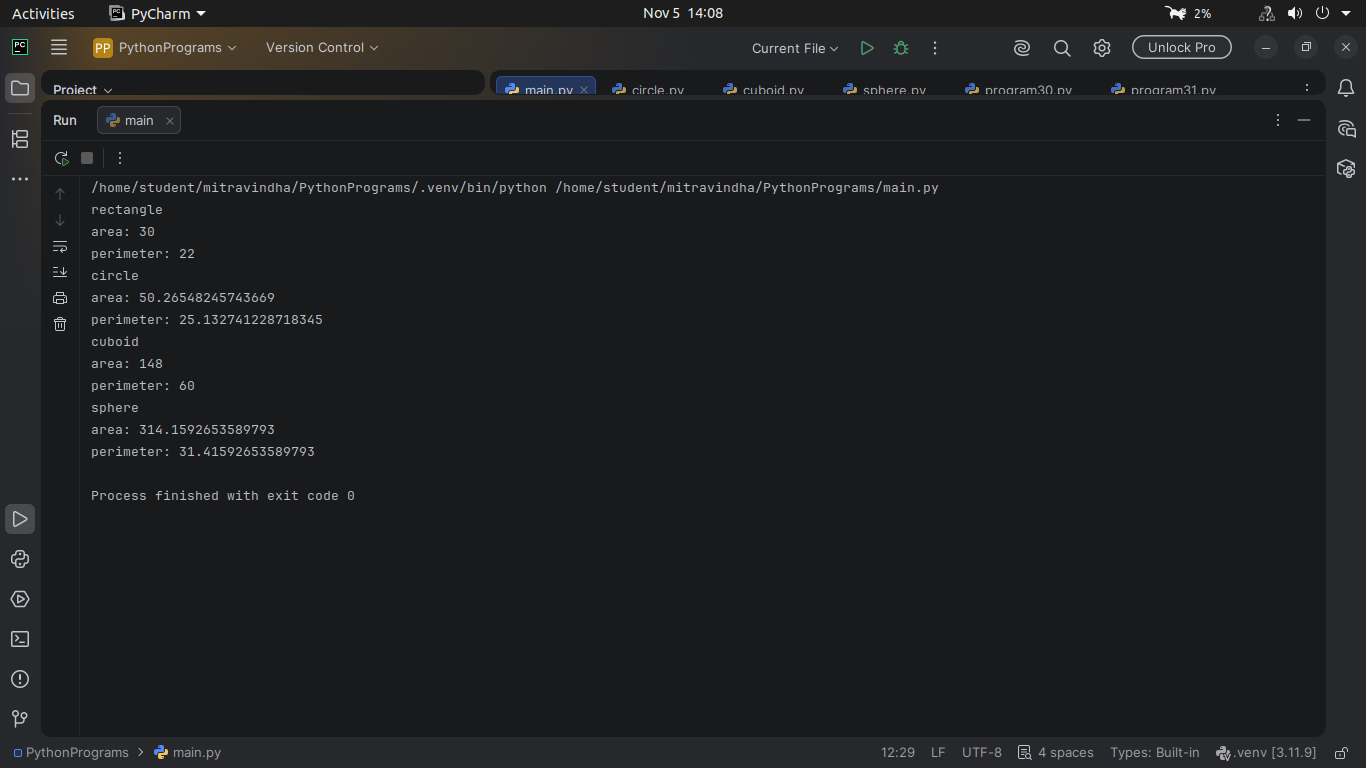 Activities PyCharm Nov 5 14:08 2%
PC PP PythonPrograms Version Control Current File Unlock Pro
Project main.py circle.py cuboid.py sphere.py program30.py program31.py
Run main
/home/student/mitravindha/PythonPrograms/.venv/bin/python /home/student/mitravindha/PythonPrograms/main.py
rectangle
area: 30
perimeter: 22
circle
area: 50.26548245743669
perimeter: 25.132741228718345
cuboid
area: 148
perimeter: 60
sphere
area: 314.1592653589793
perimeter: 31.41592653589793
Process finished with exit code 0
PythonPrograms main.py 12:29 LF UTF-8 4 spaces Types: Built-in .venv [3.11.9]